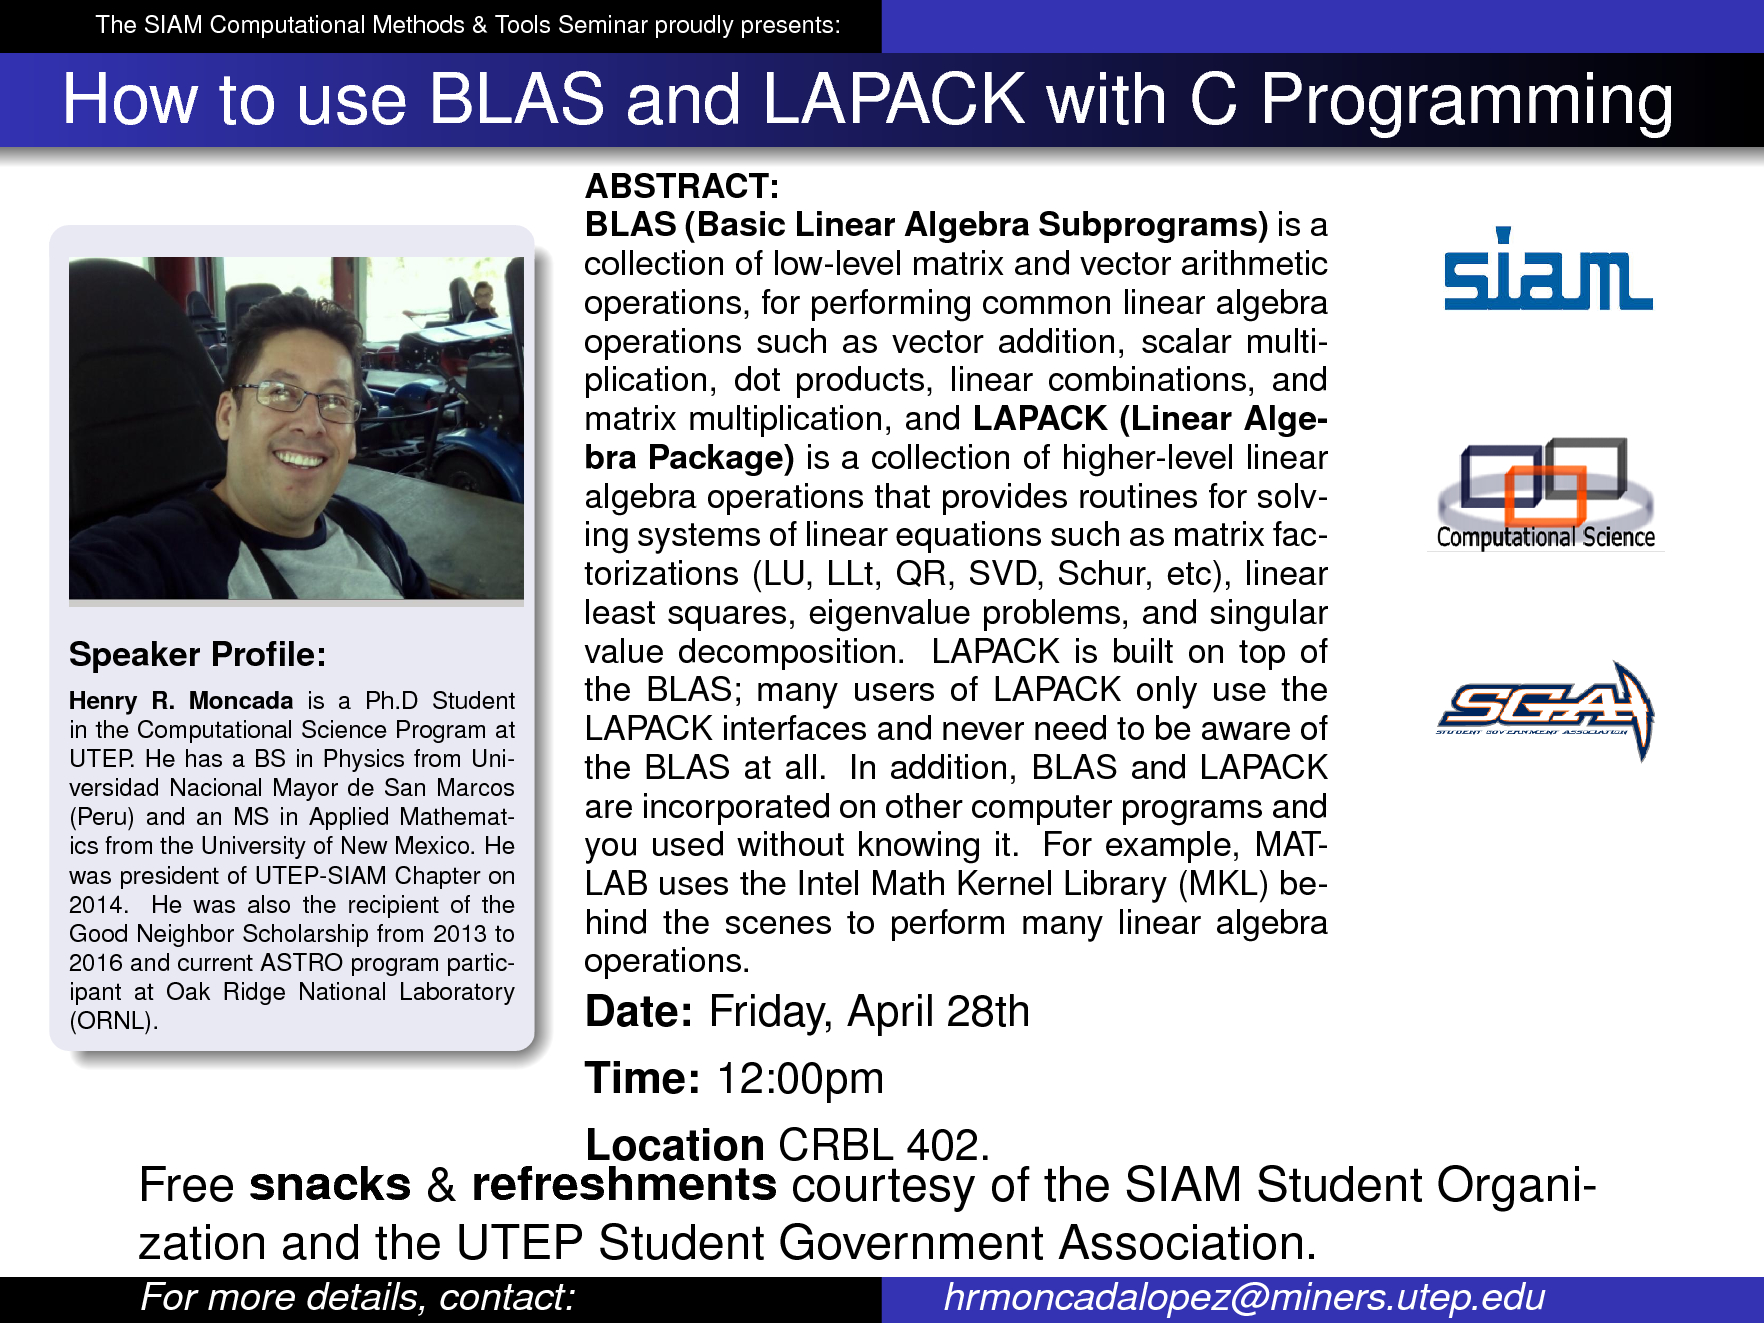 The SIAM Computational Methods & Tools Seminar proudly presents:
How to use BLAS and LAPACK with C Programming
Speaker Profile:
Henry R. Moncada is a Ph.D Student
in the Computational Science Program at
UTEP. He has a BS in Physics from Uni-
versidad Nacional Mayor de San Marcos
(Peru) and an MS in Applied Mathemat-
ics from the University of New Mexico. He
was president of UTEP-SIAM Chapter on
2014. He was also the recipient of the
Good Neighbor Scholarship from 2013 to
2016 and current ASTRO program partic-
ipant at Oak Ridge National Laboratory
(ORNL).
ABSTRACT:
BLAS (Basic Linear Algebra Subprograms) is a
collection of low-level matrix and vector arithmetic
operations, for performing common linear algebra
operations such as vector addition, scalar multi-
plication, dot products, linear combinations, and
matrix multiplication, and LAPACK (Linear Alge-
bra Package) is a collection of higher-level linear
algebra operations that provides routines for solv-
ing systems of linear equations such as matrix fac-
torizations (LU, LLt, QR, SVD, Schur, etc), linear
least squares, eigenvalue problems, and singular
value decomposition. LAPACK is built on top of
the BLAS; many users of LAPACK only use the
LAPACK interfaces and never need to be aware of
the BLAS at all. In addition, BLAS and LAPACK
are incorporated on other computer programs and
you used without knowing it. For example, MAT-
LAB uses the Intel Math Kernel Library (MKL) be-
hind the scenes to perform many linear algebra
operations.
Date: Friday, April 28th
Time: 12:00pm
Location CRBL 402.
siam
Computational Science
SGA
STUDENT GOVERNMENT ASSOCIATION
Free snacks & refreshments courtesy of the SIAM Student Organi-
zation and the UTEP Student Government Association.
For more details, contact:
hrmoncadalopez@miners.utep.edu